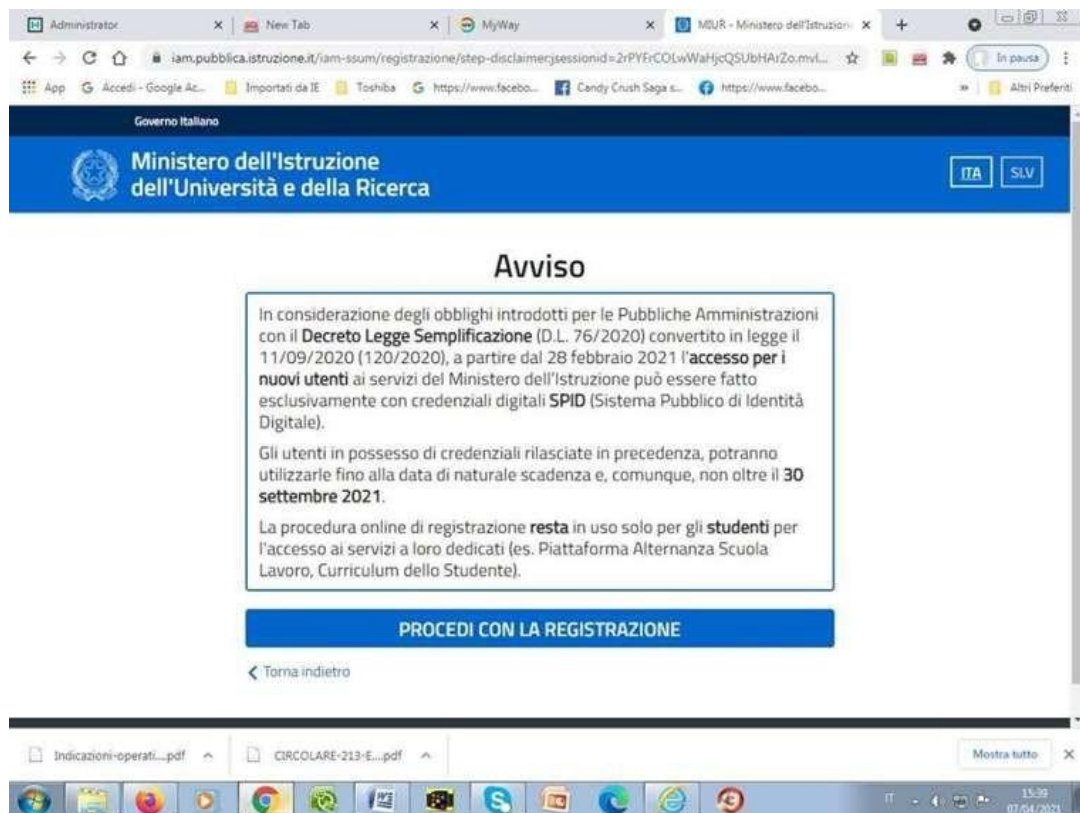 Administrator
New Tab
MyWay
MIUR - Ministero dell'Istruzion
iam.pubblica.istruzione.it/iam-ssum/registrazione/step-disclaimer
In pausa
App
Accedi - Google Ac...
Importati da IE
Toshiba
https://www.facebo...
Candy Crush Saga s...
https://www.facebo...
»
Altri Preferiti
Governo Italiano
Ministero dell'Istruzione
dell'Università e della Ricerca
ITA
SLV
Avviso
In considerazione degli obblighi introdotti per le Pubbliche Amministrazioni
con il Decreto Legge Semplificazione (D.L. 76/2020) convertito in legge il
11/09/2020 (120/2020), a partire dal 28 febbraio 2021 l'accesso per i
nuovi utenti ai servizi del Ministero dell'Istruzione può essere fatto
esclusivamente con credenziali digitali SPID (Sistema Pubblico di Identità
Digitale).
Gli utenti in possesso di credenziali rilasciate in precedenza, potranno
utilizzarle fino alla data di naturale scadenza e, comunque, non oltre il 30
settembre 2021.
La procedura online di registrazione resta in uso solo per gli studenti per
l'accesso ai servizi a loro dedicati (es. Piattaforma Alternanza Scuola
Lavoro, Curriculum dello Studente).
PROCEDI CON LA REGISTRAZIONE
Torna indietro
Indicazioni-operati....pdf
CIRCOLARE-213-E....pdf
Mostra tutto
IT
15:39
07/04/2021